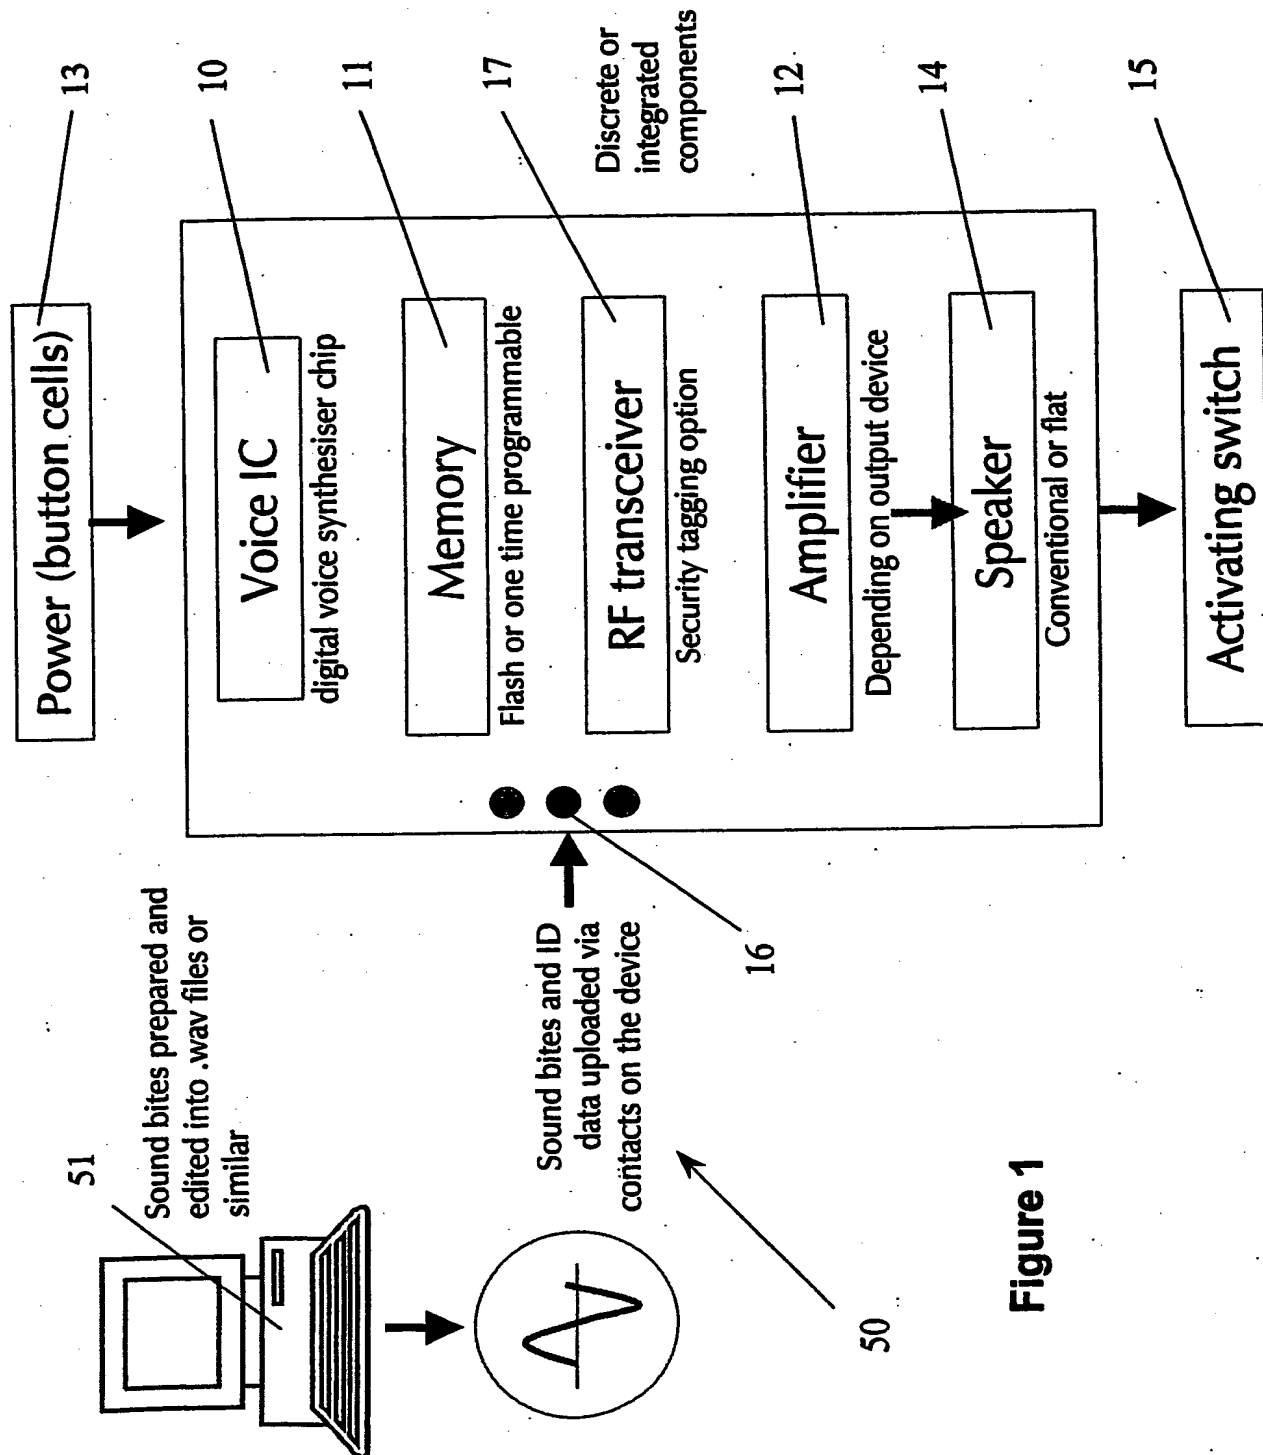 Power (button cells)
13
Voice IC
digital voice synthesiser chip
10
Memory
Flash or one time programmable
11
RF transceiver
Security tagging option
17
Discrete or
integrated
components
Amplifier
Depending on output device
12
Speaker
Conventional or flat
14
Activating switch
15
51
Sound bites prepared and
edited into .wav files or
similar
Sound bites and ID
data uploaded via
contacts on the device
16
50
Figure 1